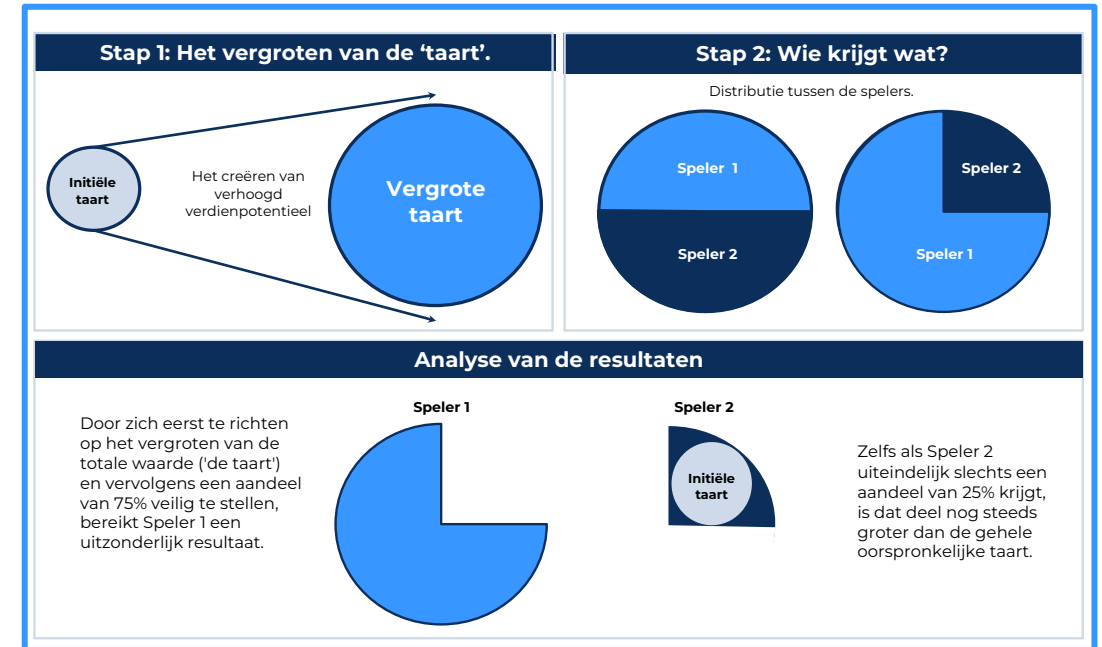 Stap 1: Het vergroten van de ‘taart’.
Initiële
taart
Het creëren van
verhoogd
verdienpotentieel
Vergrote
taart
Stap 2: Wie krijgt wat?
Distributie tussen de spelers.
Speler 1
Speler 2
Speler 2
Speler 1
Analyse van de resultaten
Door zich eerst te richten
op het vergroten van de
totale waarde ('de taart')
en vervolgens een aandeel
van 75% veilig te stellen,
bereikt Speler 1 een
uitzonderlijk resultaat.
Speler 1
Speler 2
Initiële
taart
Zelfs als Speler 2
uiteindelijk slechts een
aandeel van 25% krijgt,
is dat deel nog steeds
groter dan de gehele
oorspronkelijke taart.